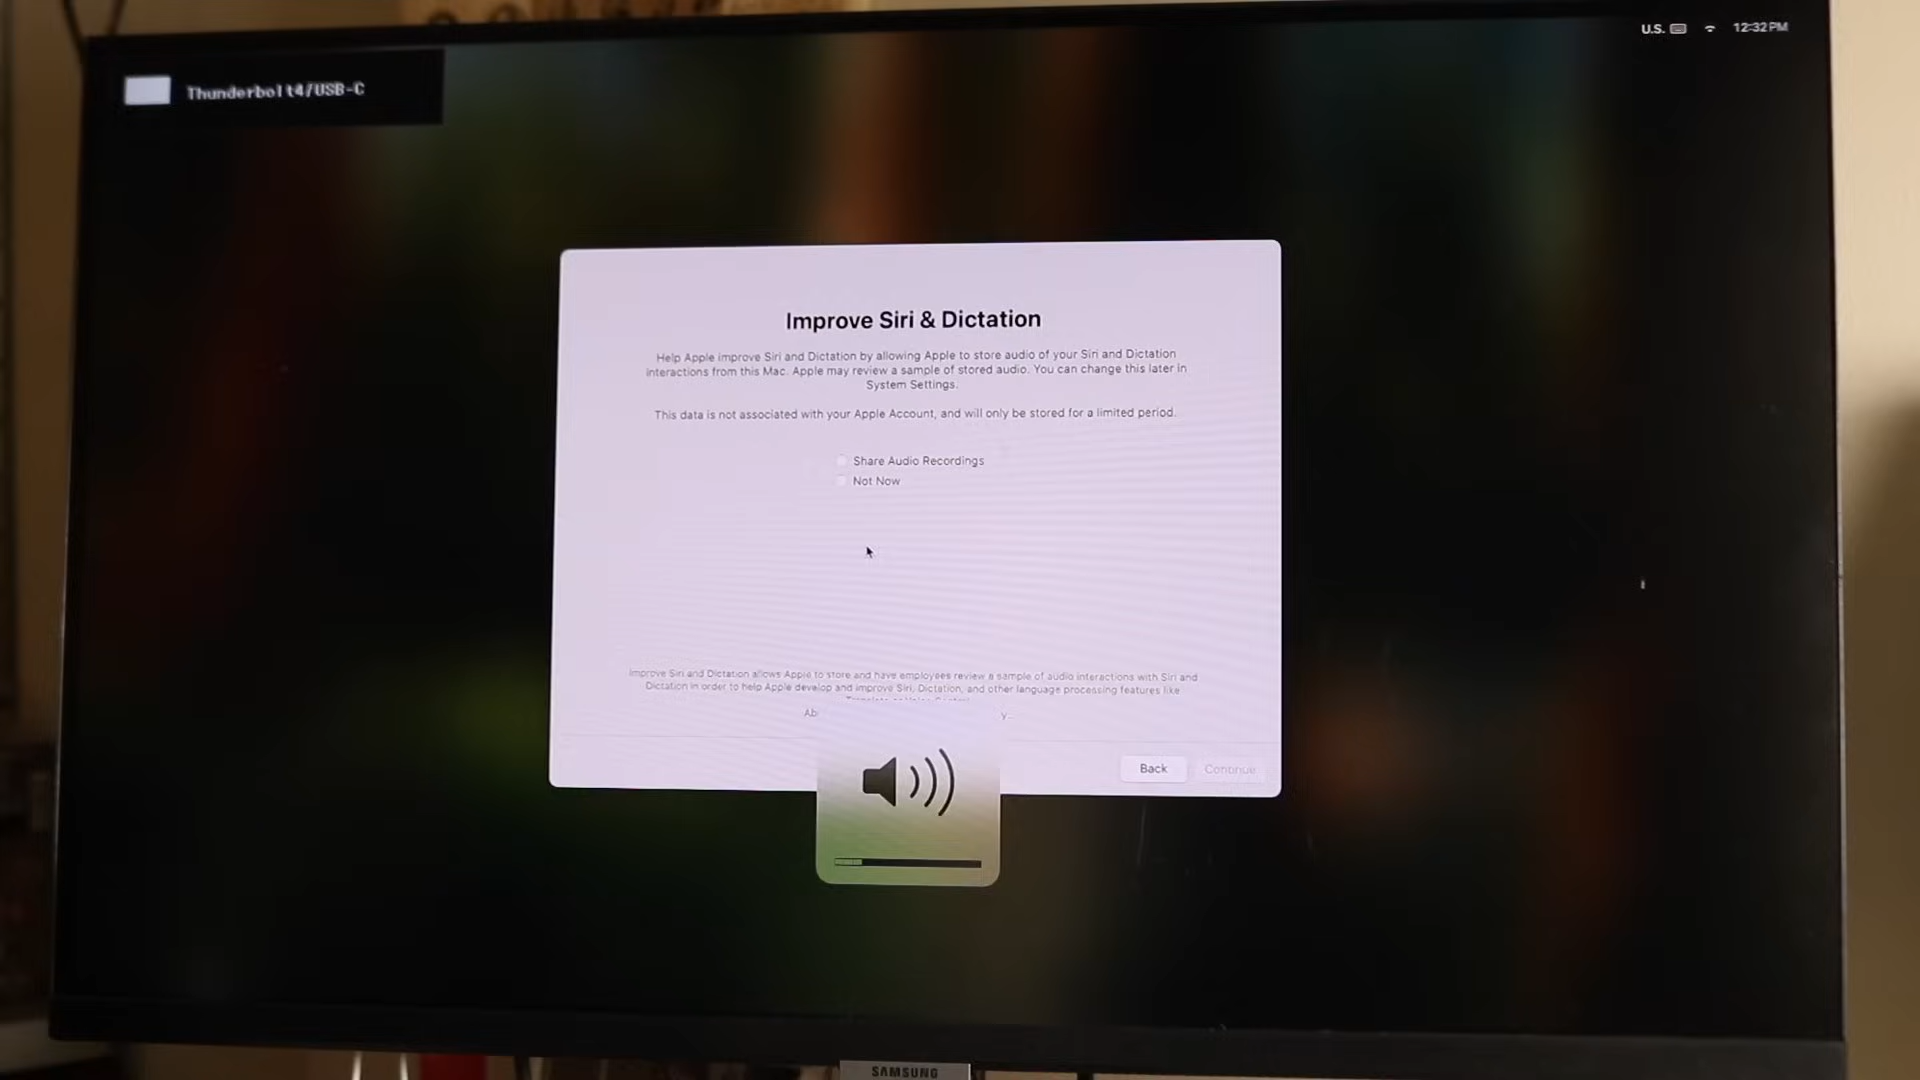 U.S. 12:32 PM
Thunderbolt4/USB-C
Improve Siri & Dictation
Help Apple improve Siri and Dictation by allowing Apple to store audio of your Siri and Dictation
interactions from this Mac. Apple may review a sample of stored audio. You can change this later in
System Settings.
This data is not associated with your Apple Account, and will only be stored for a limited period.
Share Audio Recordings
Not Now
Improve Siri and Dictation allows Apple to store and have employees review a sample of audio interactions with Siri and
Dictation in order to help Apple develop and improve Siri, Dictation, and other language processing features like
Back
Continue
SAMSUNG